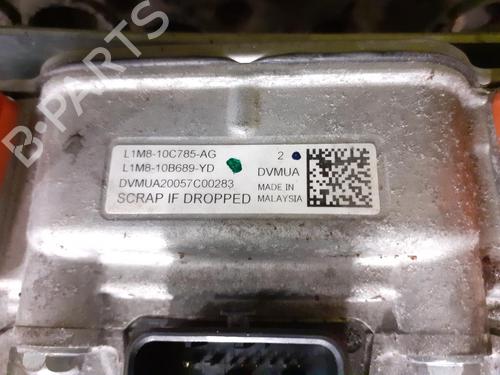 B-PARTS
L1M8-10C785-AG 2
L1M8-10B689-YD DVMUA
DVMUA20057C00283 MADE IN
SCRAP IF DROPPED MALAYSIA